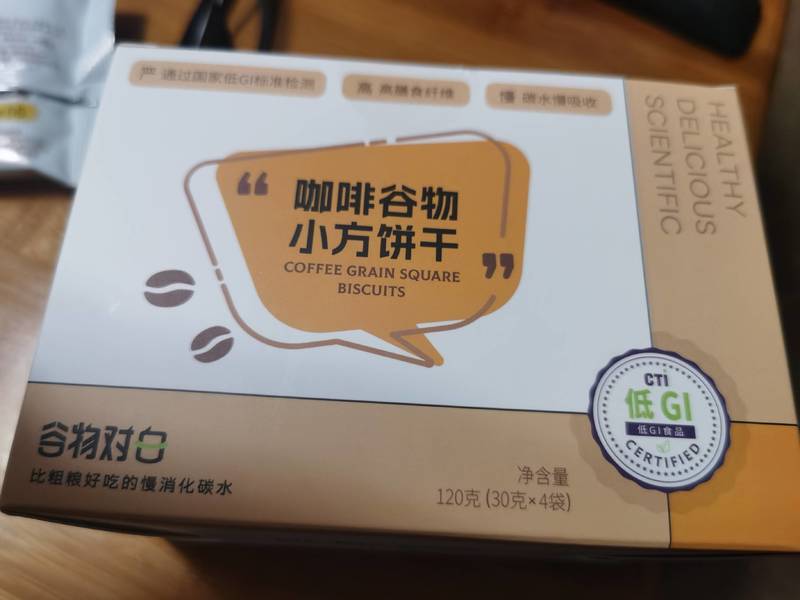 严 通过国家低GI标准检测
高 高膳食纤维
慢 碳水慢吸收
HEALTHY
DELICIOUS
SCIENTIFIC
“咖啡谷物
小方饼干”
COFFEE GRAIN SQUARE
BISCUITS
CTI
低 GI
低GI食品
CERTIFIED
谷物对白
比粗粮好吃的慢消化碳水
净含量
120克 (30克×4袋)